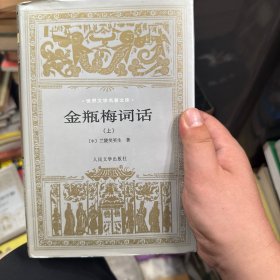 世界文学名著文库
金瓶梅词话
（上）
〔明〕兰陵笑笑生 著
人民文学出版社